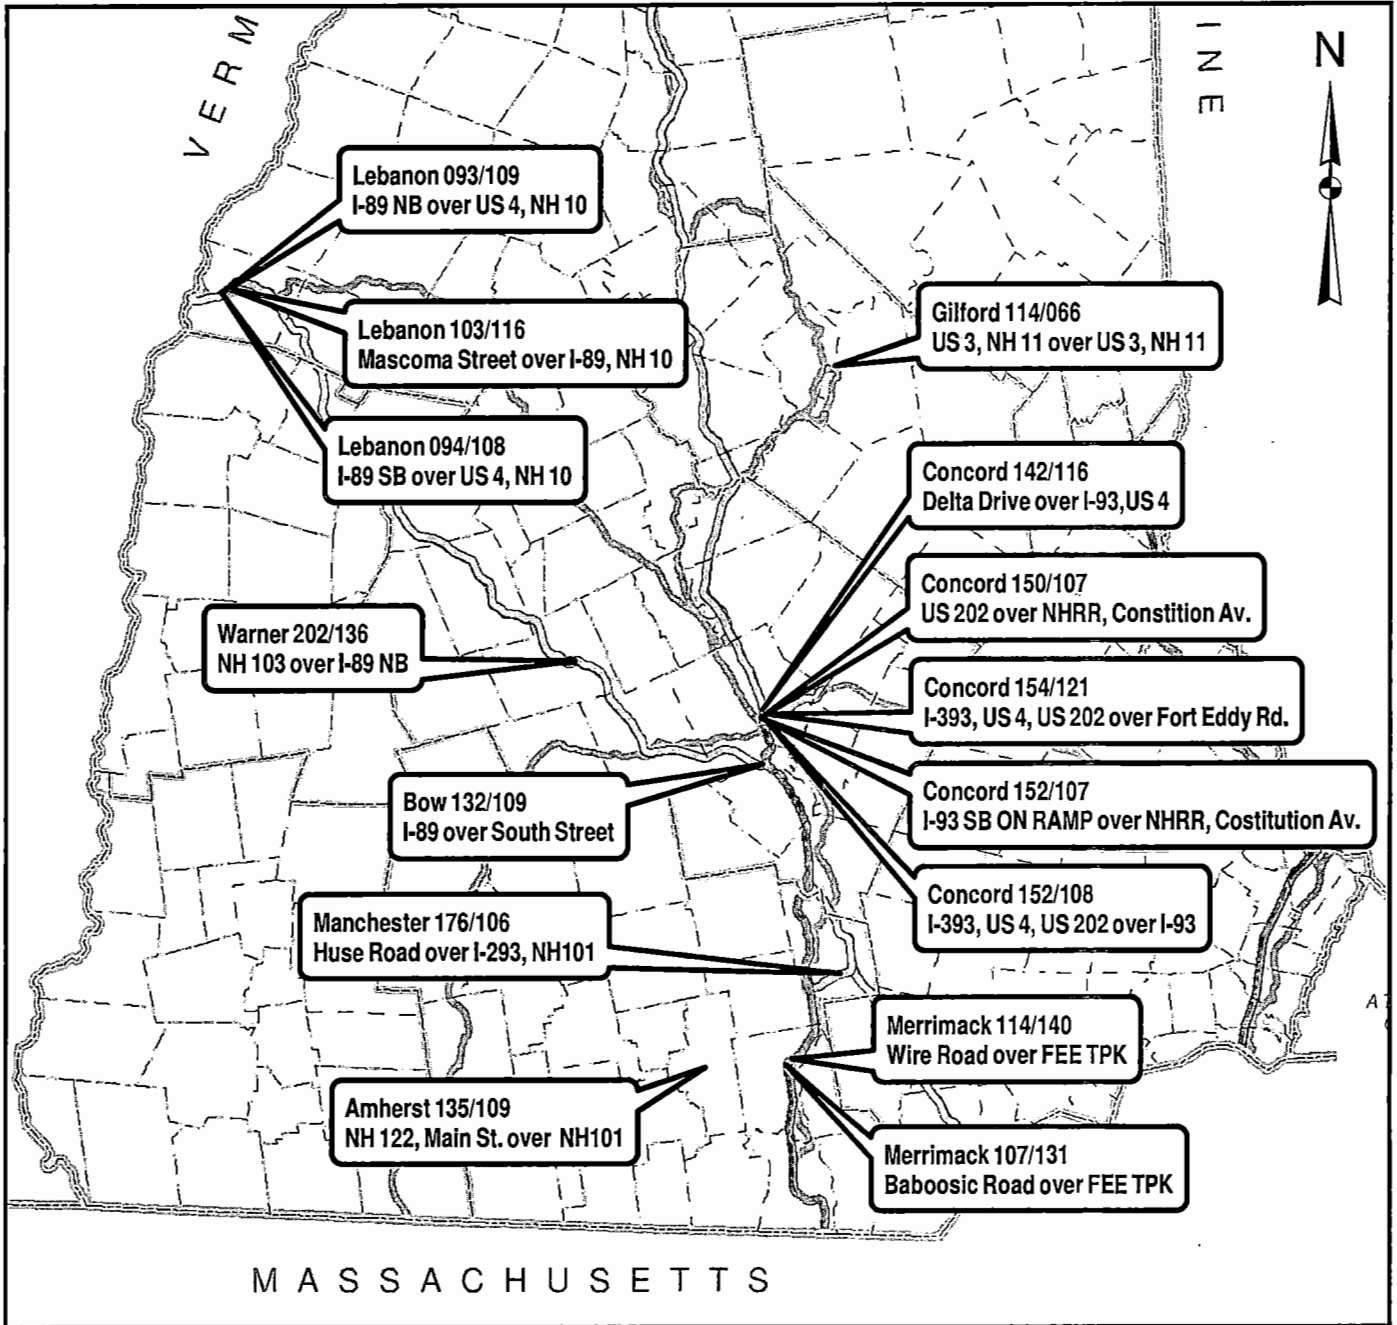 VERM
INE
N
Lebanon 093/109
I-89 NB over US 4, NH 10
Lebanon 103/116
Mascoma Street over I-89, NH 10
Gilford 114/066
US 3, NH 11 over US 3, NH 11
Lebanon 094/108
I-89 SB over US 4, NH 10
Concord 142/116
Delta Drive over I-93,US 4
Concord 150/107
US 202 over NHRR, Constition Av.
Warner 202/136
NH 103 over I-89 NB
Concord 154/121
I-393, US 4, US 202 over Fort Eddy Rd.
Bow 132/109
I-89 over South Street
Concord 152/107
I-93 SB ON RAMP over NHRR, Costitution Av.
Concord 152/108
I-393, US 4, US 202 over I-93
Manchester 176/106
Huse Road over I-293, NH101
Merrimack 114/140
Wire Road over FEE TPK
Amherst 135/109
NH 122, Main St. over NH101
Merrimack 107/131
Baboosic Road over FEE TPK
MASSACHUSETTS